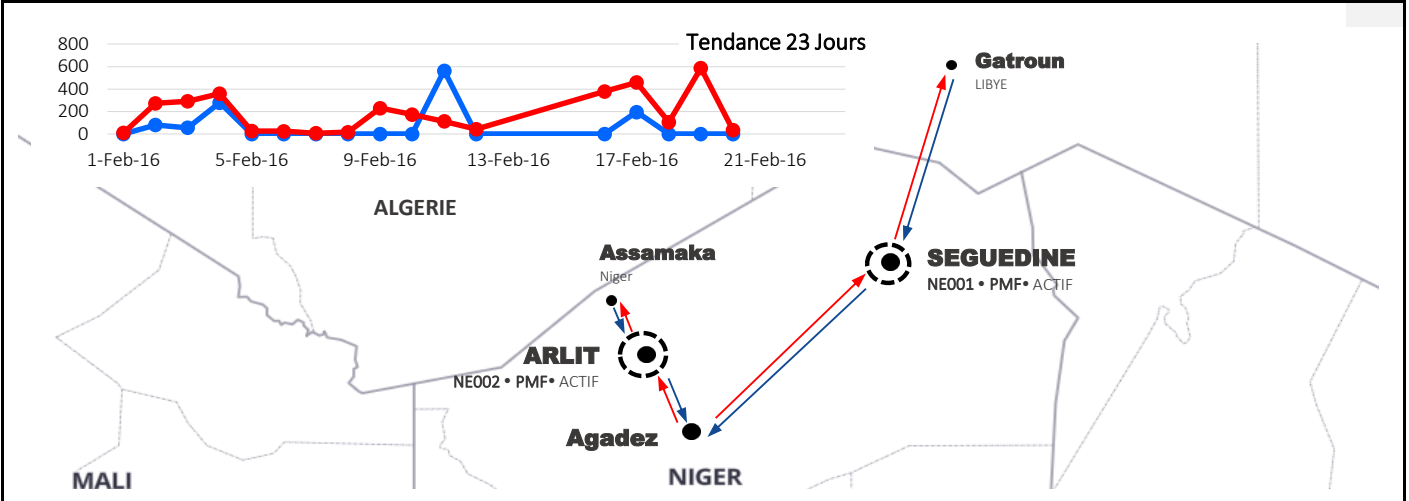 Tendance 23 Jours
800
600
400
200
0
1-Feb-16 5-Feb-16 9-Feb-16 13-Feb-16 17-Feb-16 21-Feb-16
Gatroun
LIBYE
ALGERIE
Assamaka
Niger
SEGUEDINE
NE001 • PMF• ACTIF
ARLIT
NE002 • PMF• ACTIF
Agadez
MALI
NIGER